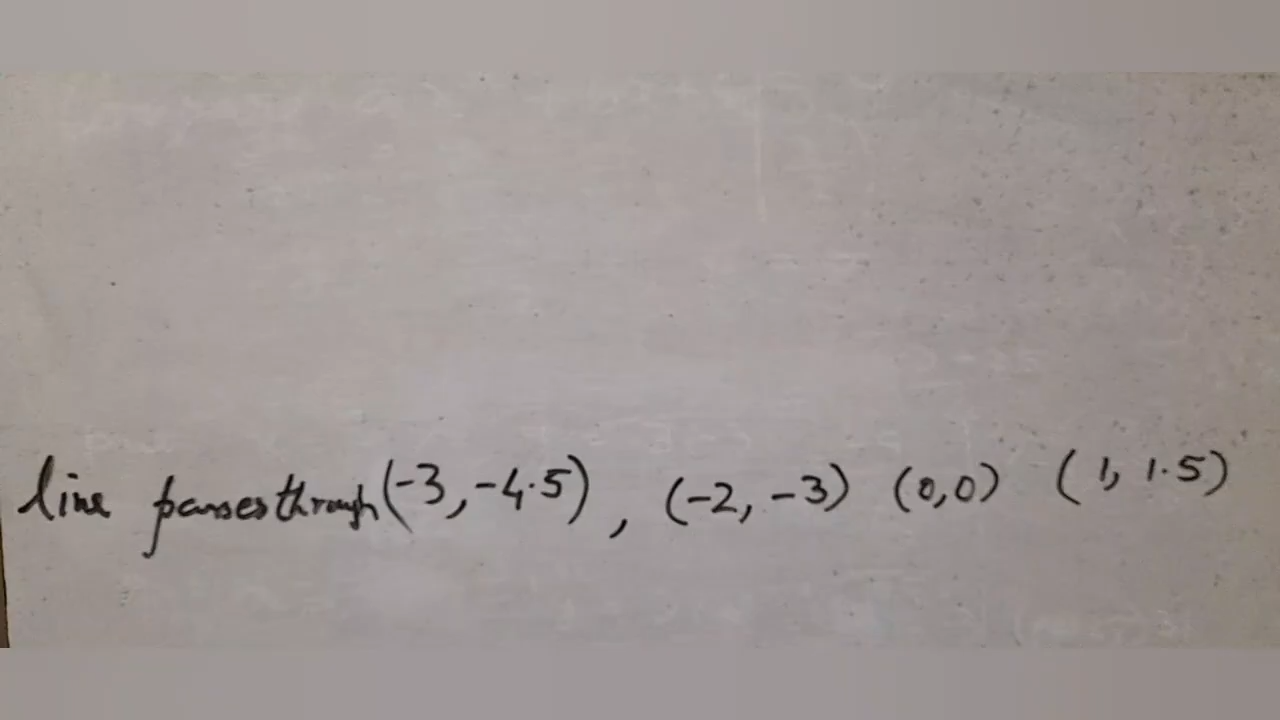 line passes through (-3, -4.5), (-2, -3) (0,0) (1, 1.5)